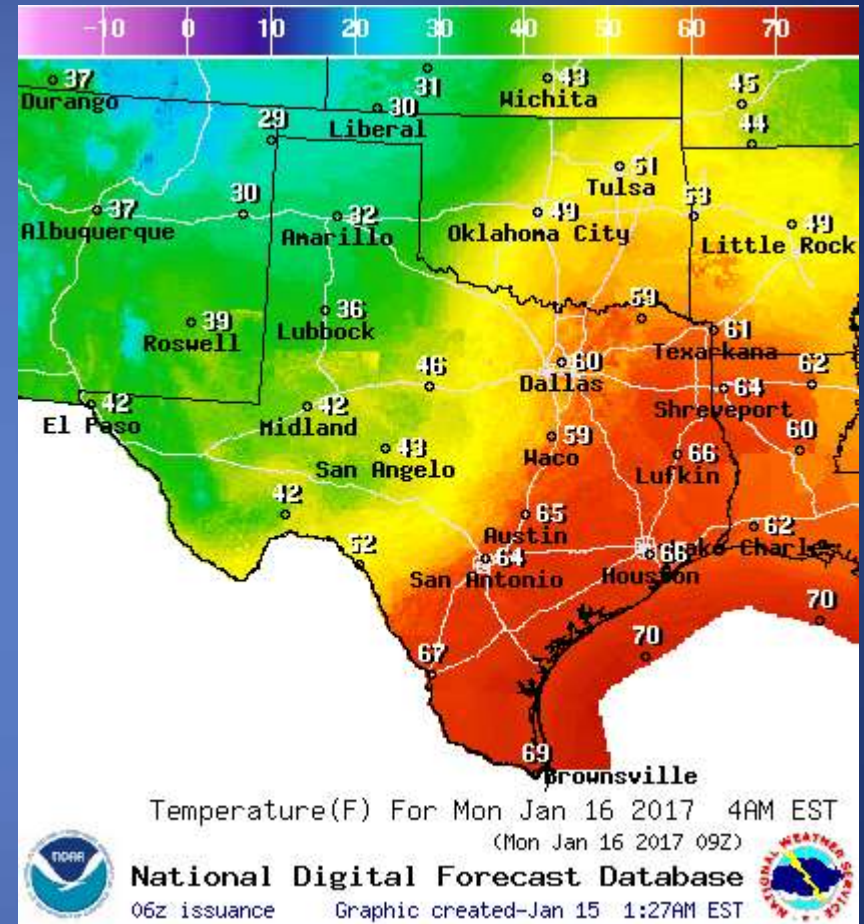 -10 0 10 20 30 40 50 60 70
37 31 43 45
Durango 30 Wichita
29 Liberal 44
51
Tulsa
37 30 32 49 53 49
Albuquerque Amarillo Oklahoma City Little Rock
39 36 59 61
Roswell Lubbock Texarkana
46 60 62
Dallas 64
42 42 Shreveport
El Paso Midland
43 59 66 60
San Angelo Waco Lufkin
42 65 62
Austin Lake Charles
52 64 66
San Antonio Houston
70
67 70
69
Brownsville
Temperature(F) For Mon Jan 16 2017 4AM EST
(Mon Jan 16 2017 09Z)
NOAA
National Digital Forecast Database
06z issuance Graphic created-Jan 15 1:27AM EST
NATIONAL WEATHER SERVICE